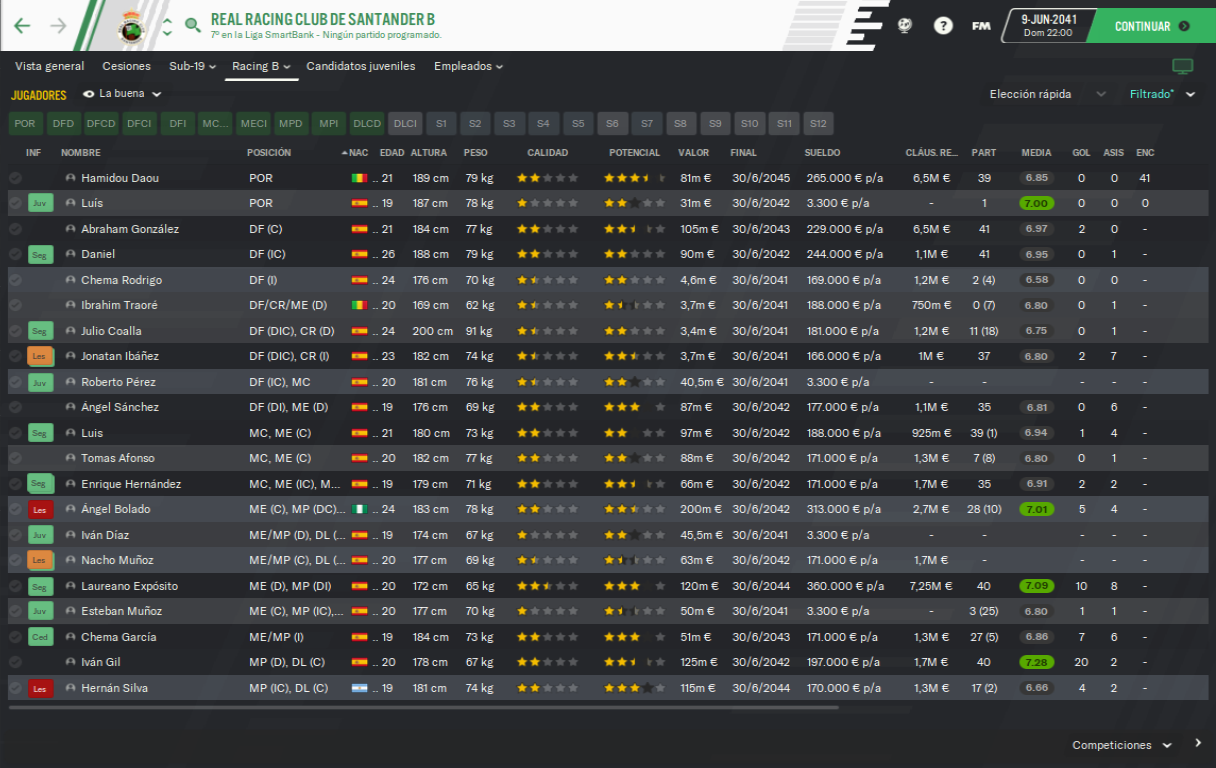 REAL RACING CLUB DE SANTANDER B
7º en la Liga SmartBank - Ningún partido programado.
? FM 9-JUN-2041 Dom 22:00 CONTINUAR
Vista general Cesiones Sub-19 Racing B Candidatos juveniles Empleados
JUGADORES La buena Elección rápida Filtrado*
POR DFD DFCD DFCI DFI MC... MECI MPD MPI DLCD DLCI S1 S2 S3 S4 S5 S6 S7 S8 S9 S10 S11 S12
INF NOMBRE POSICIÓN NAC EDAD ALTURA PESO CALIDAD POTENCIAL VALOR FINAL SUELDO CLÁUS. RE... PART MEDIA GOL ASIS ENC
Hamidou Daou POR .. 21 189 cm 79 kg 81m € 30/6/2045 265.000 € p/a 6,5M € 39 6.85 0 0 41
Juv Luís POR .. 19 187 cm 78 kg 31m € 30/6/2042 3.300 € p/a - 1 7.00 0 0 0
Abraham González DF (C) .. 21 184 cm 77 kg 105m € 30/6/2043 229.000 € p/a 6,5M € 41 6.97 2 0 -
Seg Daniel DF (IC) .. 26 188 cm 79 kg 90m € 30/6/2042 244.000 € p/a 1,1M € 41 6.95 0 1 -
Chema Rodrigo DF (I) .. 24 176 cm 70 kg 4,6m € 30/6/2041 169.000 € p/a 1,2M € 2 (4) 6.58 0 0 -
Ibrahim Traoré DF/CR/ME (D) .. 20 169 cm 62 kg 3,7m € 30/6/2041 188.000 € p/a 750m € 0 (7) 6.80 0 1 -
Seg Julio Coalla DF (DIC), CR (D) .. 24 200 cm 91 kg 3,4m € 30/6/2041 181.000 € p/a 1,2M € 11 (18) 6.75 0 1 -
Les Jonatan Ibáñez DF (DIC), CR (I) .. 23 182 cm 74 kg 3,7m € 30/6/2041 166.000 € p/a 1M € 37 6.80 2 7 -
Juv Roberto Pérez DF (IC), MC .. 20 181 cm 76 kg 40,5m € 30/6/2041 3.300 € p/a - - - - - -
Ángel Sánchez DF (DI), ME (D) .. 19 176 cm 69 kg 87m € 30/6/2042 177.000 € p/a 1,1M € 35 6.81 0 6 -
Seg Luis MC, ME (C) .. 21 180 cm 73 kg 97m € 30/6/2042 188.000 € p/a 925m € 39 (1) 6.94 1 4 -
Tomas Afonso MC, ME (C) .. 20 182 cm 77 kg 88m € 30/6/2042 171.000 € p/a 1,3M € 7 (8) 6.80 0 1 -
Seg Enrique Hernández MC, ME (IC), M... .. 19 179 cm 71 kg 66m € 30/6/2042 171.000 € p/a 1,7M € 35 6.91 2 2 -
Les Ángel Bolado ME (C), MP (DC)... .. 24 183 cm 78 kg 200m € 30/6/2042 313.000 € p/a 2,7M € 28 (10) 7.01 5 4 -
Juv Iván Díaz ME/MP (D), DL (... .. 19 174 cm 67 kg 45,5m € 30/6/2041 3.300 € p/a - - - - - -
Les Nacho Muñoz ME/MP (C), DL (... .. 20 177 cm 69 kg 63m € 30/6/2042 171.000 € p/a 1,7M € - - - - -
Seg Laureano Expósito ME (D), MP (DI) .. 20 172 cm 65 kg 120m € 30/6/2044 360.000 € p/a 7,25M € 40 7.09 10 8 -
Juv Esteban Muñoz ME (C), MP (IC),... .. 20 177 cm 70 kg 50m € 30/6/2041 3.300 € p/a - 3 (25) 6.80 1 1 -
Ced Chema García ME/MP (I) .. 19 184 cm 73 kg 51m € 30/6/2043 171.000 € p/a 1,3M € 27 (5) 6.86 7 6 -
Iván Gil MP (D), DL (C) .. 20 178 cm 67 kg 125m € 30/6/2042 197.000 € p/a 1,7M € 40 7.28 20 2 -
Les Hernán Silva MP (IC), DL (C) .. 19 181 cm 74 kg 115m € 30/6/2044 170.000 € p/a 1,3M € 17 (2) 6.66 4 2 -
Competiciones